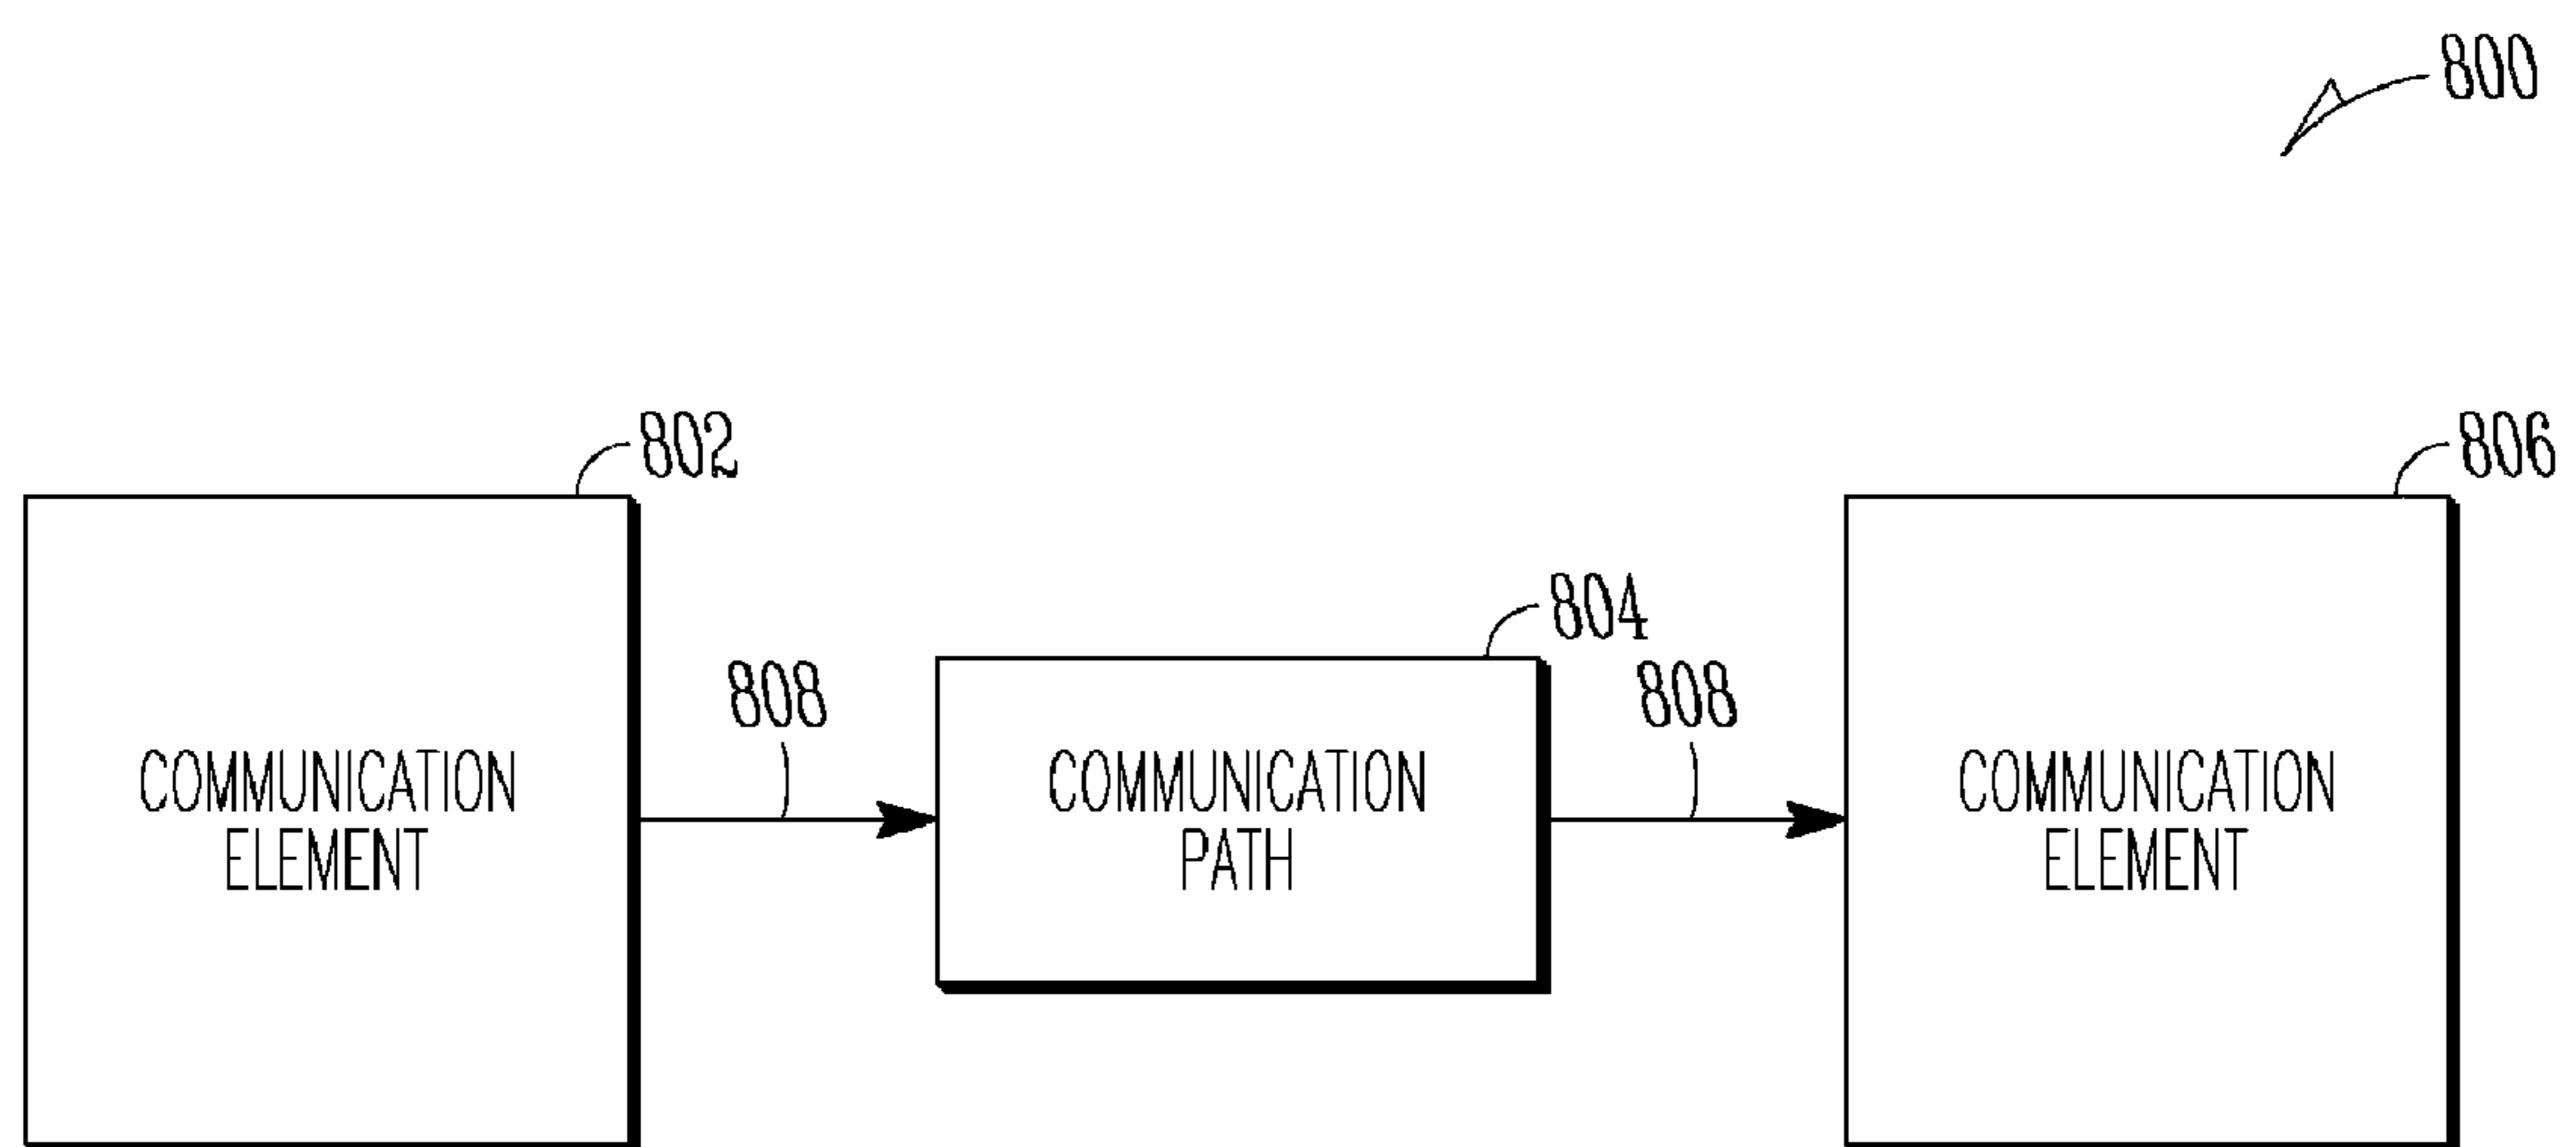 800
802
806
804
808
808
COMMUNICATION
ELEMENT
COMMUNICATION
PATH
COMMUNICATION
ELEMENT